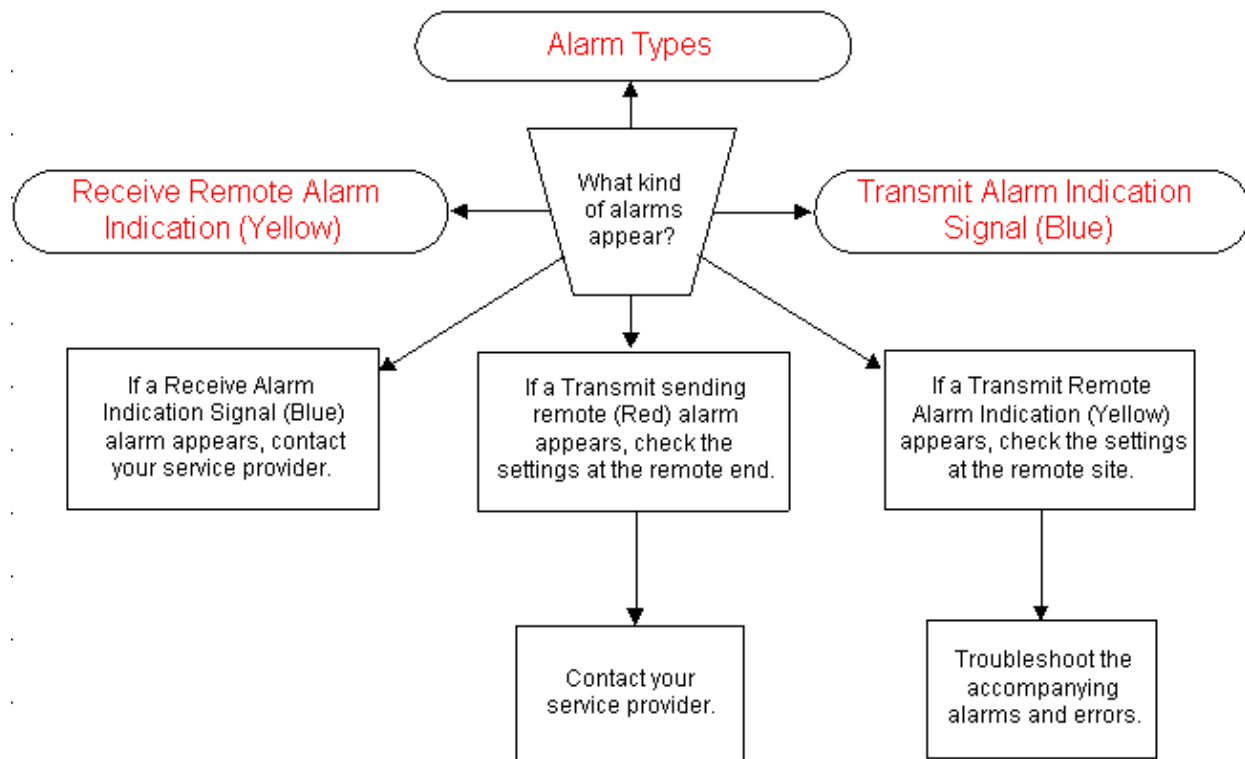 Alarm Types
What kind
of alarms
appear?
Receive Remote Alarm
Indication (Yellow)
Transmit Alarm Indication
Signal (Blue)
If a Receive Alarm
Indication Signal (Blue)
alarm appears, contact
your service provider.
If a Transmit sending
remote (Red) alarm
appears, check the
settings at the remote end.
If a Transmit Remote
Alarm Indication (Yellow)
appears, check the settings
at the remote site.
Contact your
service provider.
Troubleshoot the
accompanying
alarms and errors.